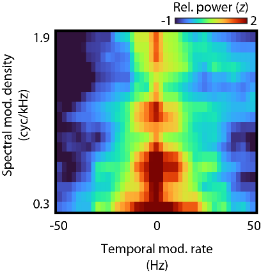 Rel. power (z)
-1 2
1.9
Spectral mod. density
(cyc/kHz)
0.3
-50 0 50
Temporal mod. rate
(Hz)